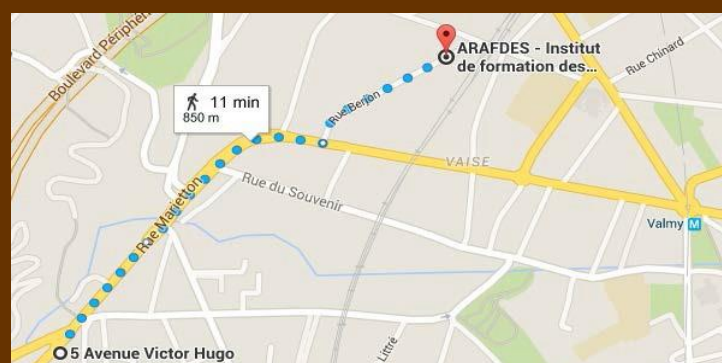 Boulevard Périphér
ARAFDES - Institut
de formation des...
Rue Chinard
11 min
850 m
Rue Berjon
VAISE
Rue Marietton
Rue du Souvenir
Valmy M
Littré
5 Avenue Victor Hugo